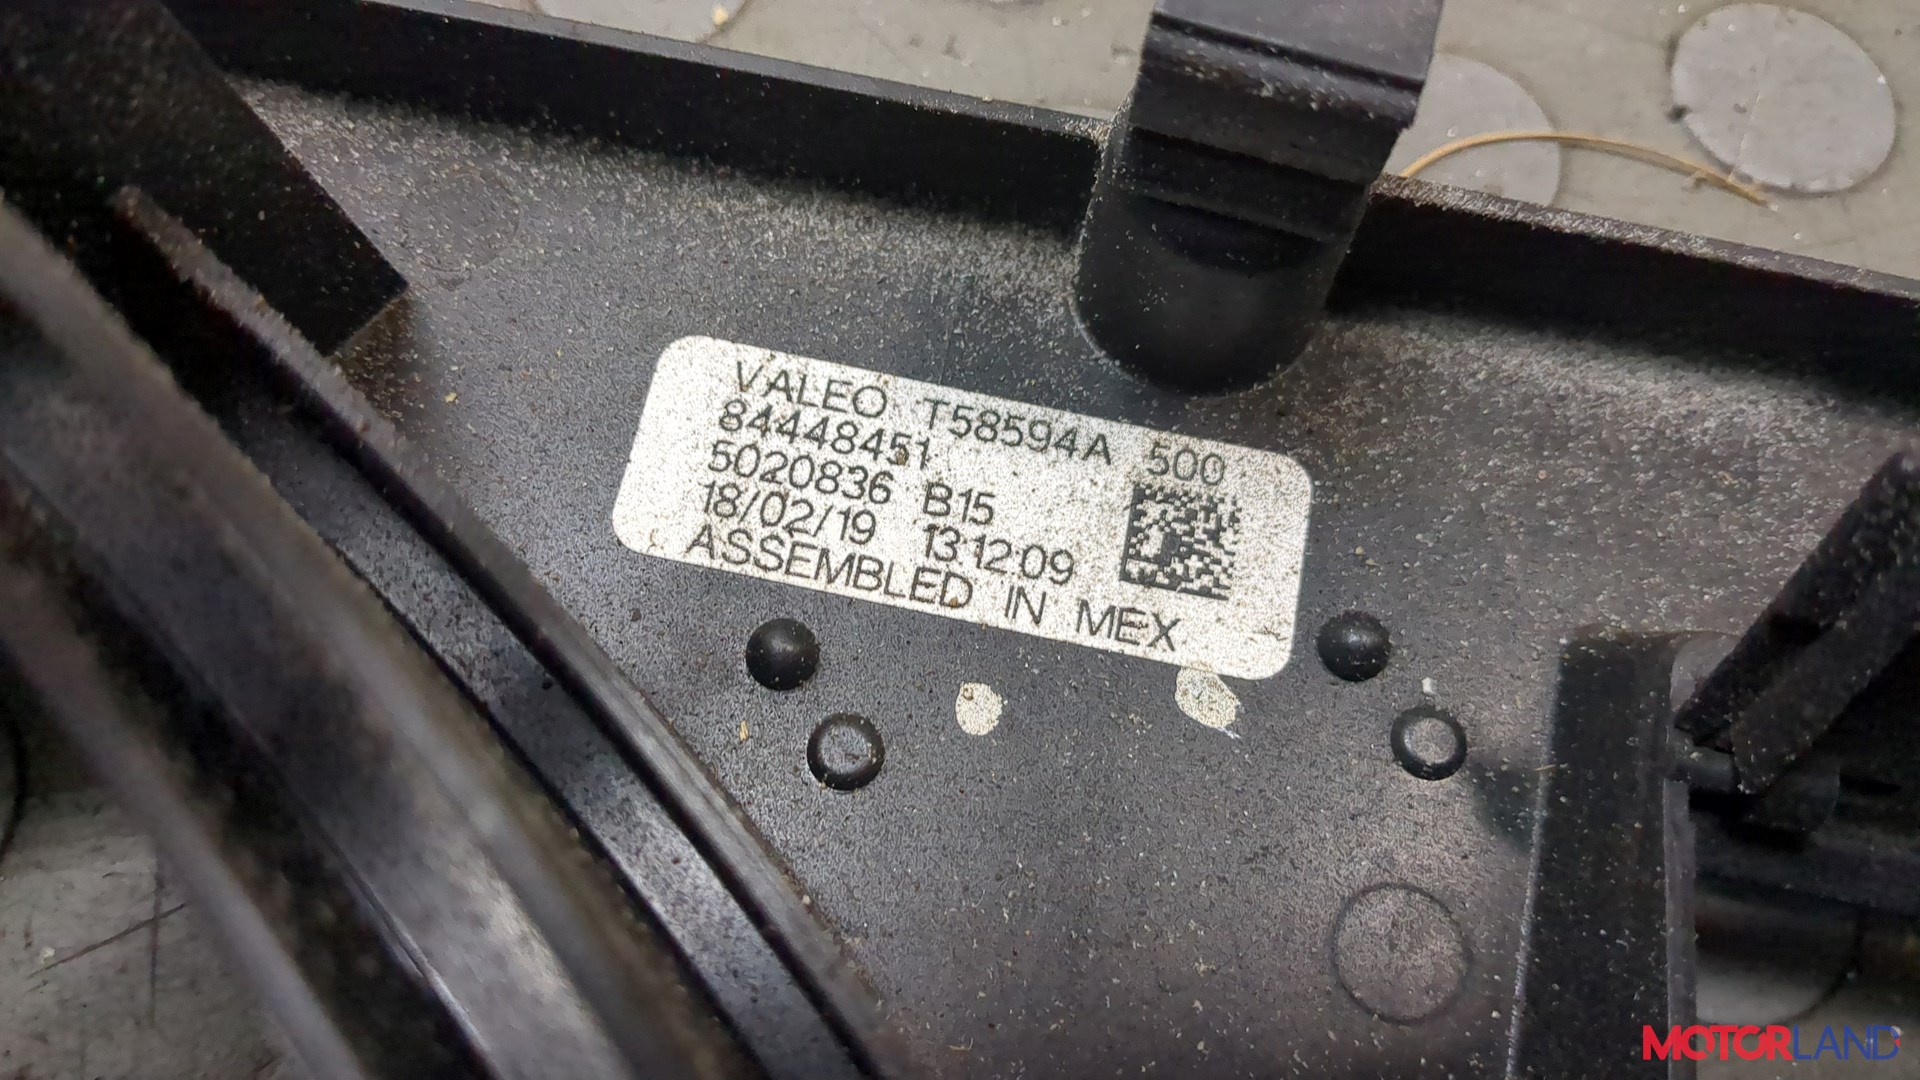 VALEO T58594A 500
84448451
5020836 B15
18/02/19 13:12:09
ASSEMBLED IN MEX
MOTORLAND